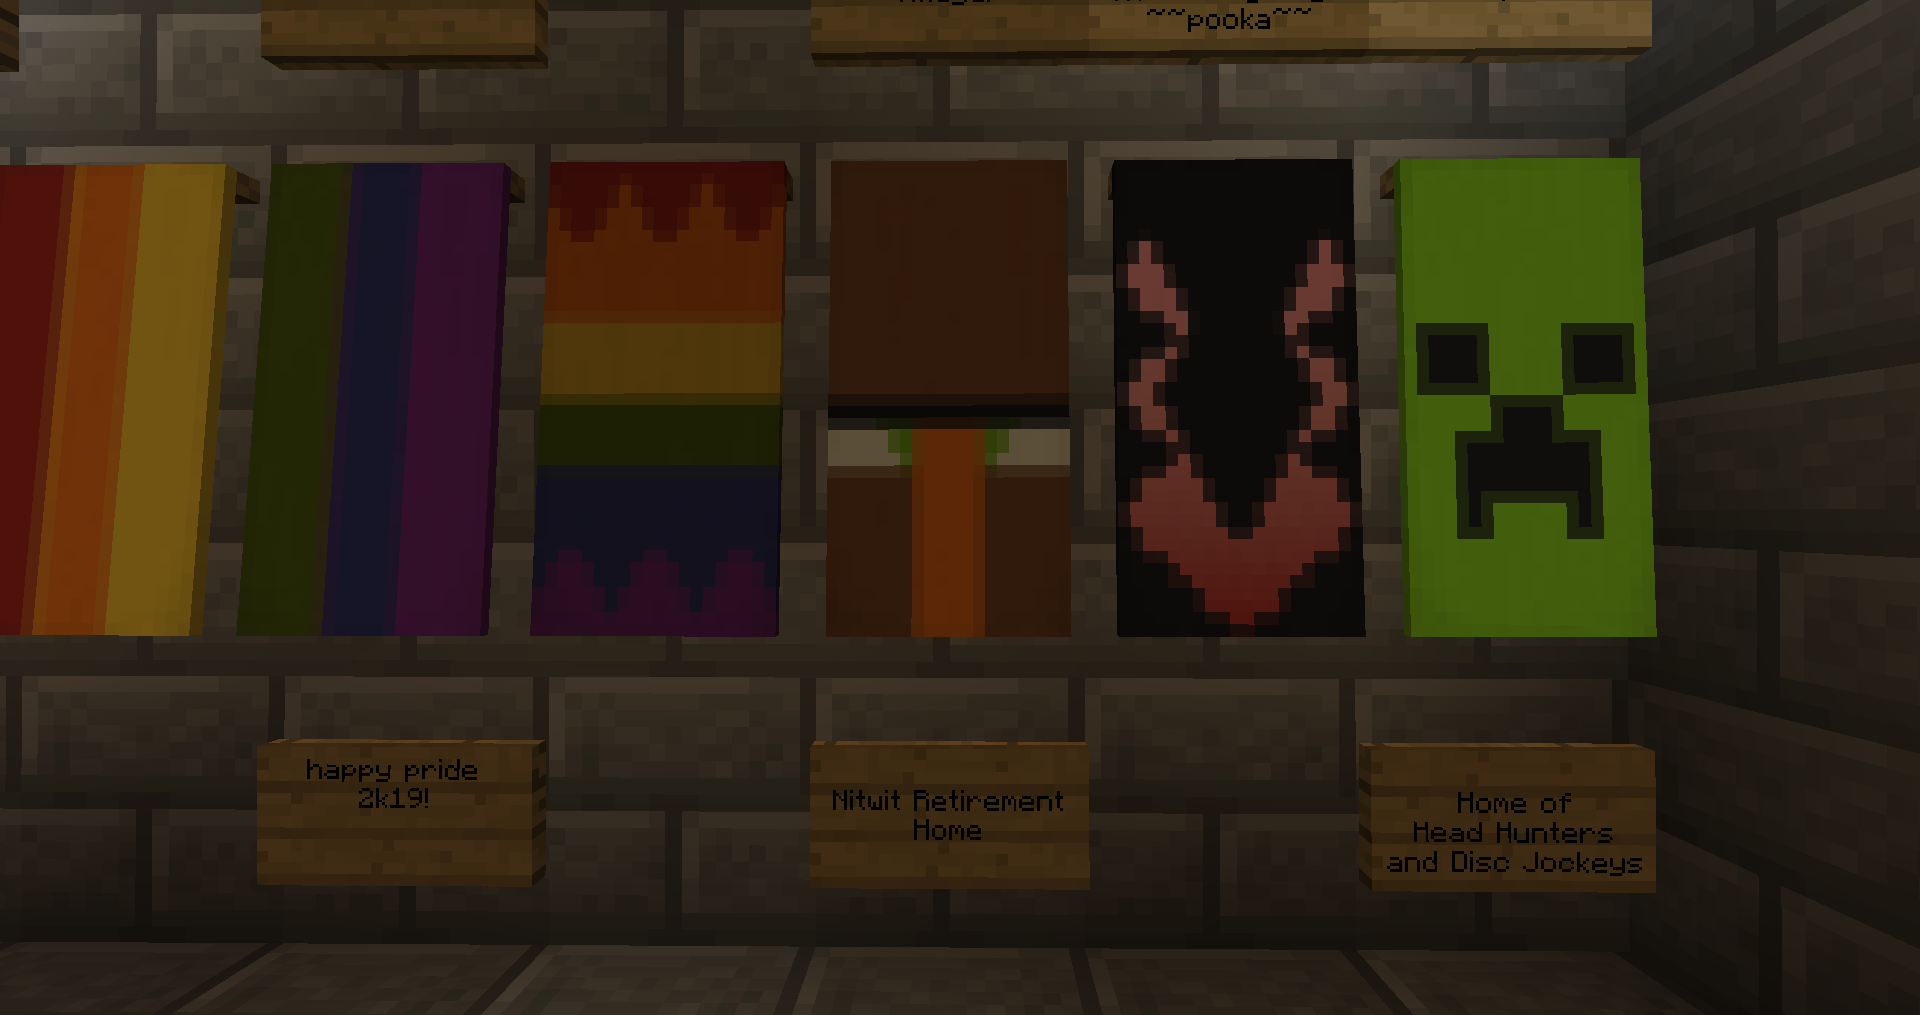 ~~pooka~~
happy pride
2k19!
Nitwit Retirement
Home
Home of
Head Hunters
and Disc Jockeys